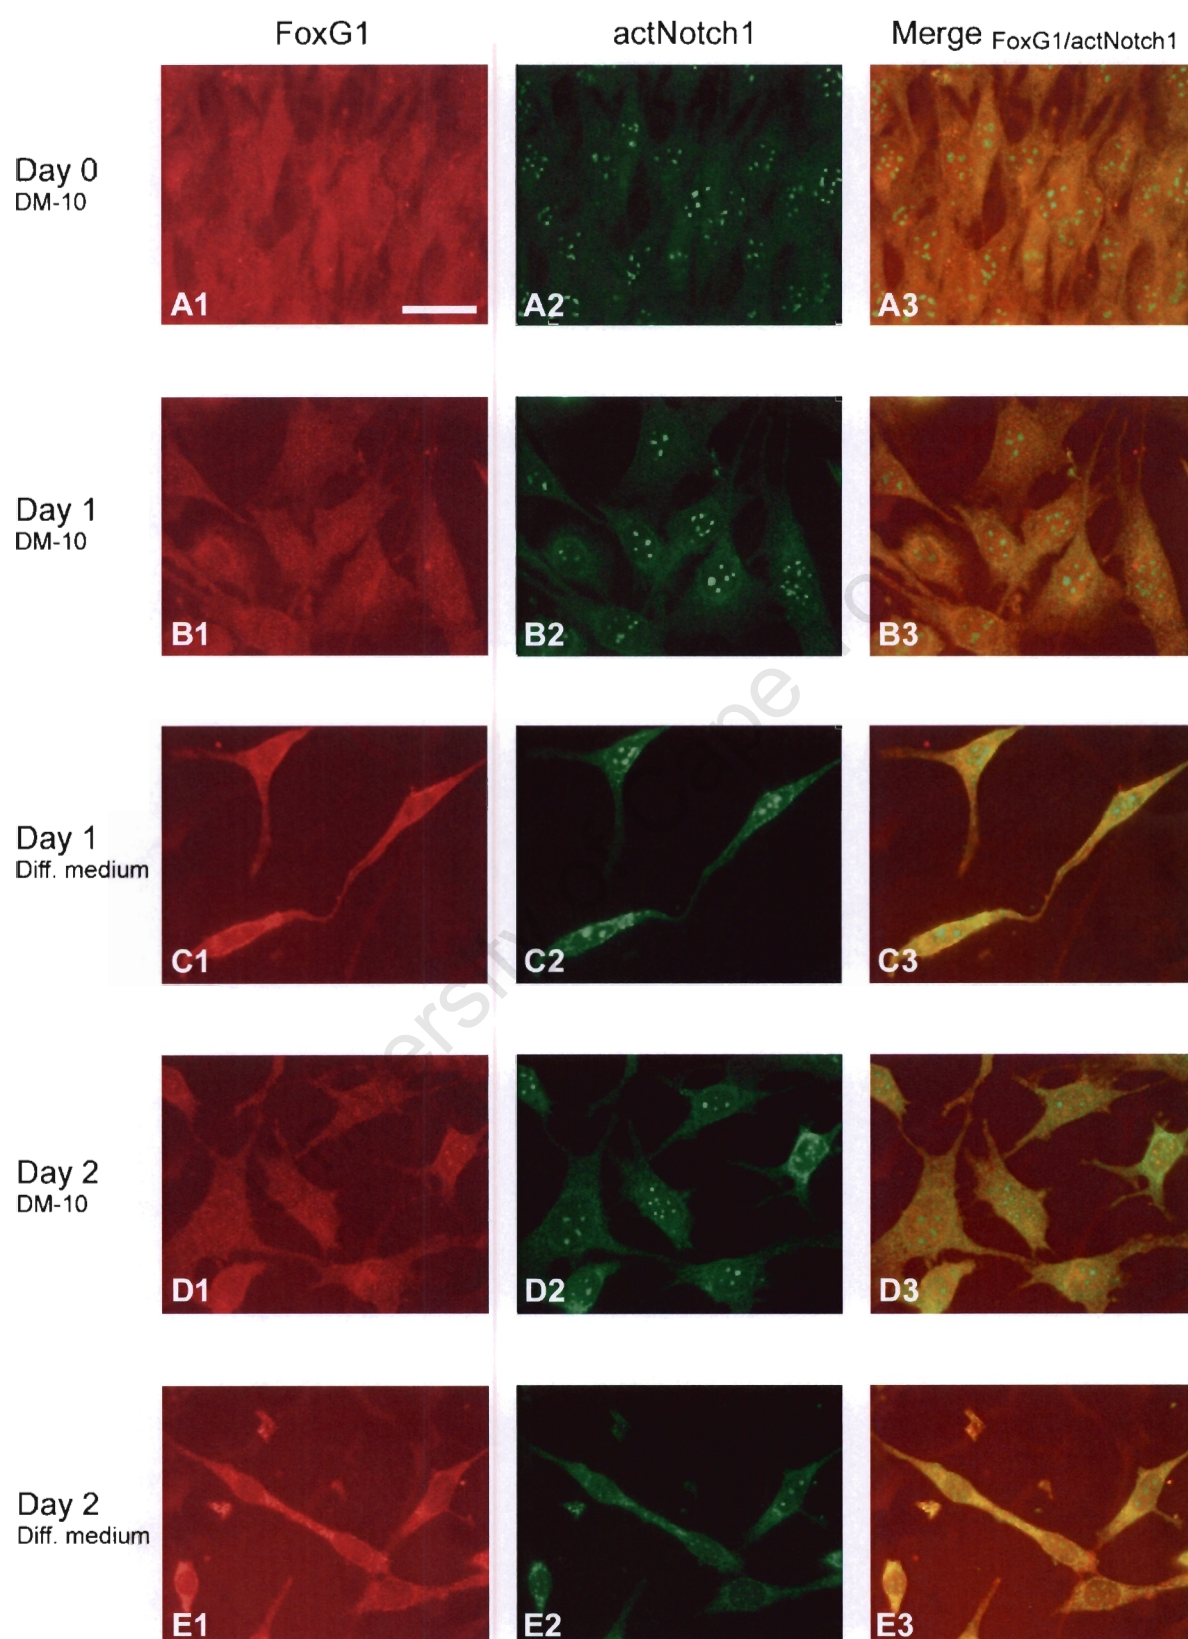 FoxG1 actNotch1 Merge FoxG1/actNotch1
Day 0
DM-10
A1 A2 A3
Day 1
DM-10
B1 B2 B3
Day 1
Diff. medium
C1 C2 C3
Day 2
DM-10
D1 D2 D3
Day 2
Diff. medium
E1 E2 E3